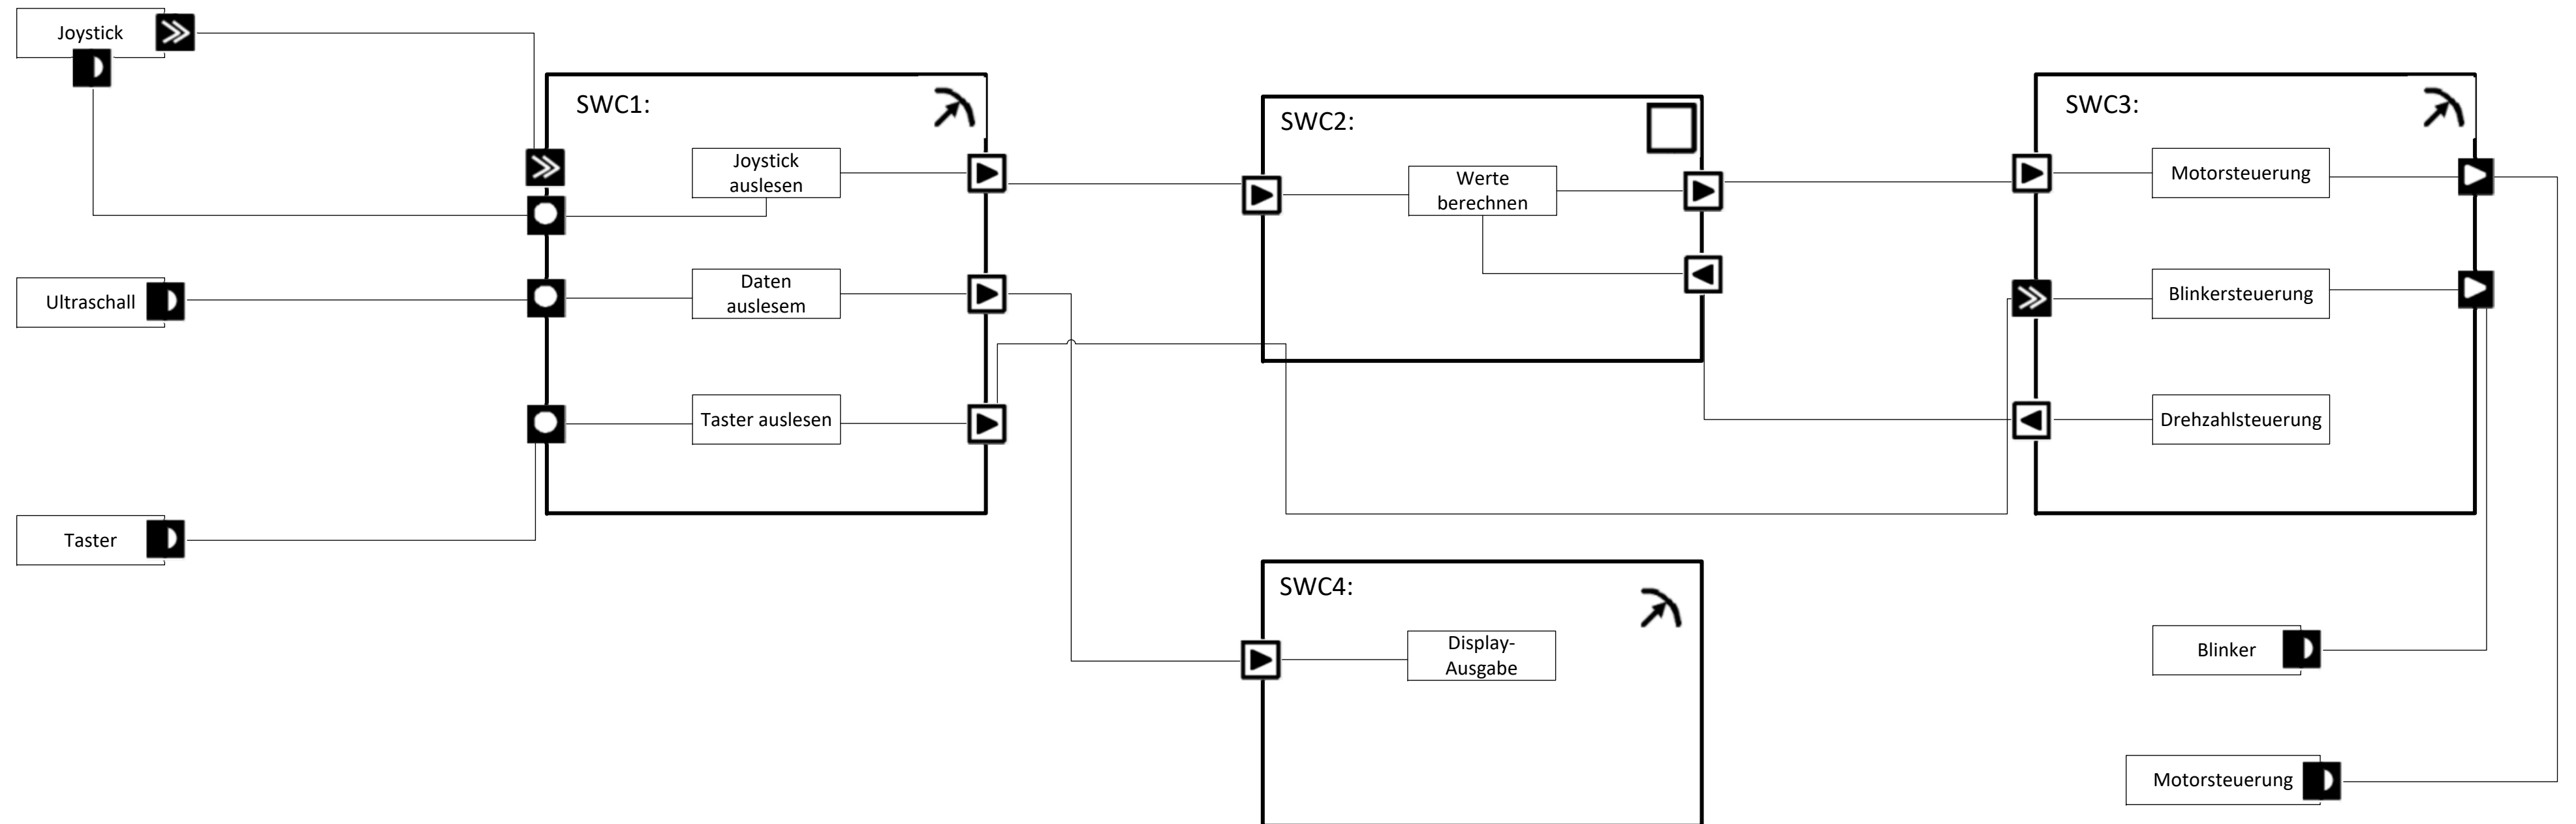 Joystick
SWC1:
SWC2:
SWC3:
Joystick
auslesen
Werte
berechnen
Motorsteuerung
Ultraschall
Daten
auslesem
Blinkersteuerung
Taster auslesen
Drehzahlsteuerung
Taster
SWC4:
Display-
Ausgabe
Blinker
Motorsteuerung